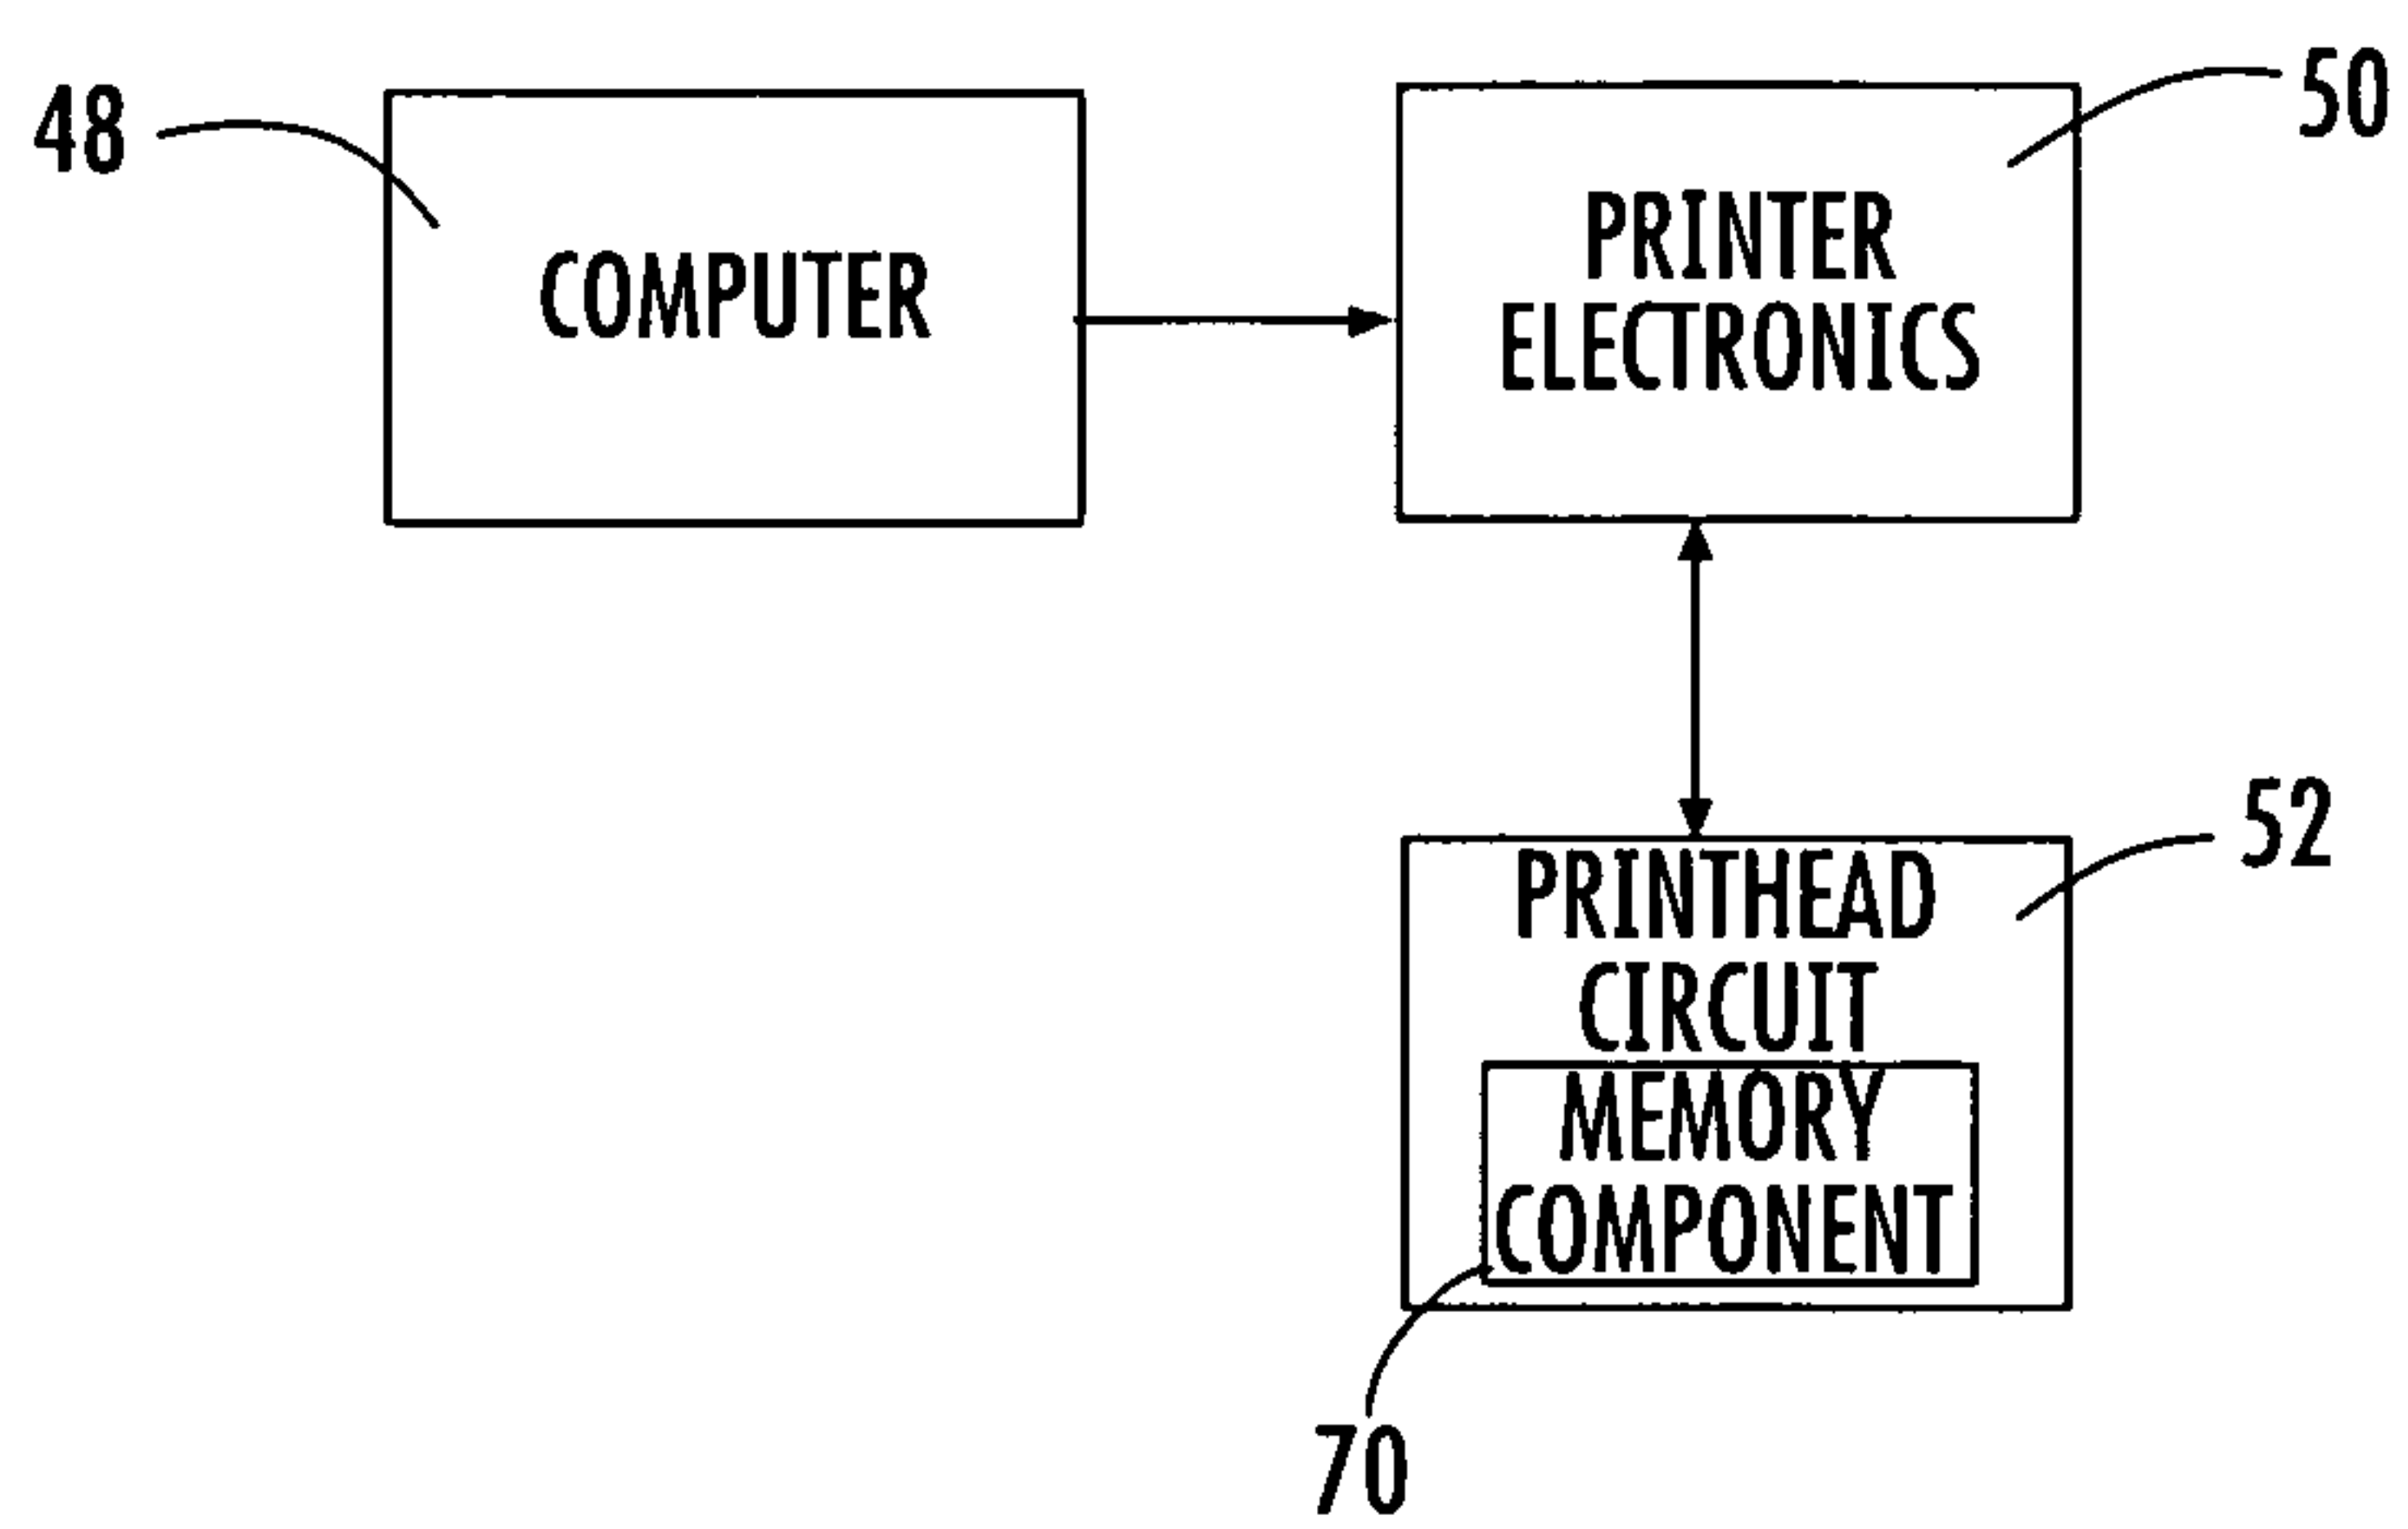 48
COMPUTER
PRINTER
ELECTRONICS
50
52
PRINTHEAD
CIRCUIT
MEMORY
COMPONENT
70